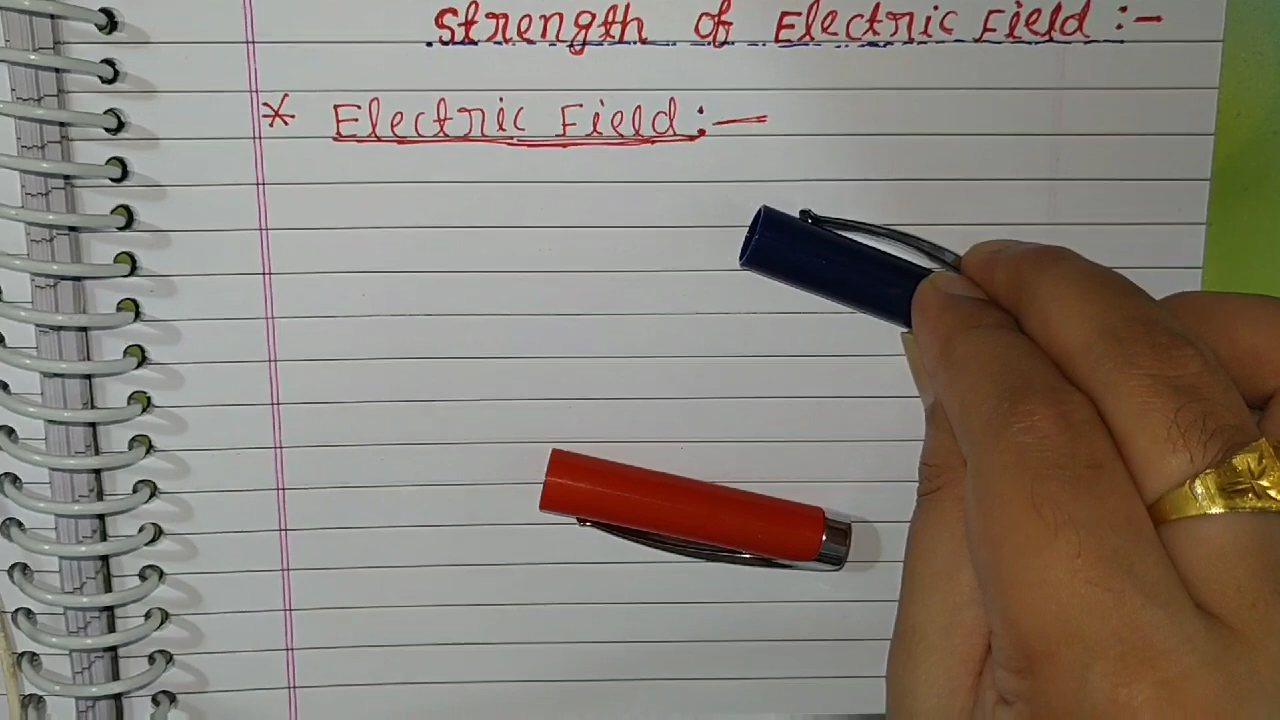 Strength of Electric Field :-
* Electric Field :-